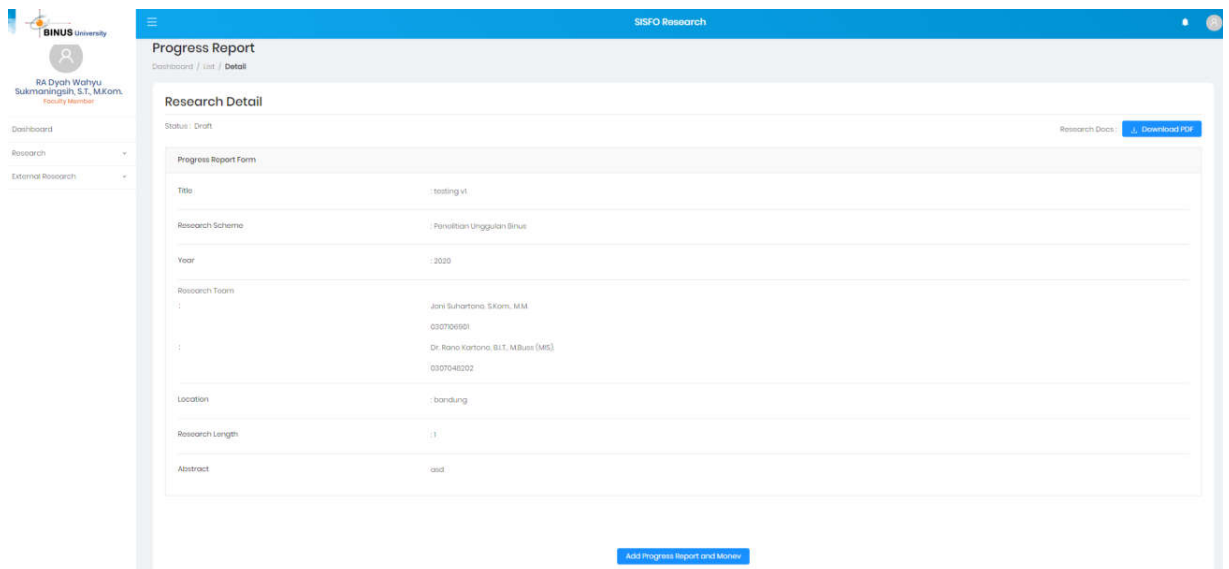 BINUS University
SISFO Research
RA Dyah Wahyu
Sukmaningsih, S.T., M.Kom.
Faculty Member
Dashboard
Research
External Research
Progress Report
Dashboard / List / Detail
Research Detail
Status : Draft
Research Docs : Download PDF
Progress Report Form
Title : testing v1
Research Scheme : Penelitian Unggulan Binus
Year : 2020
Research Team
: Joni Suhartono, S.Kom., M.M.
0307106901
: Dr. Rano Kartono, B.I.T., M.Buss (MIS)
0307048202
Location : bandung
Research Length : 1
Abstract asd
Add Progress Report and Monev